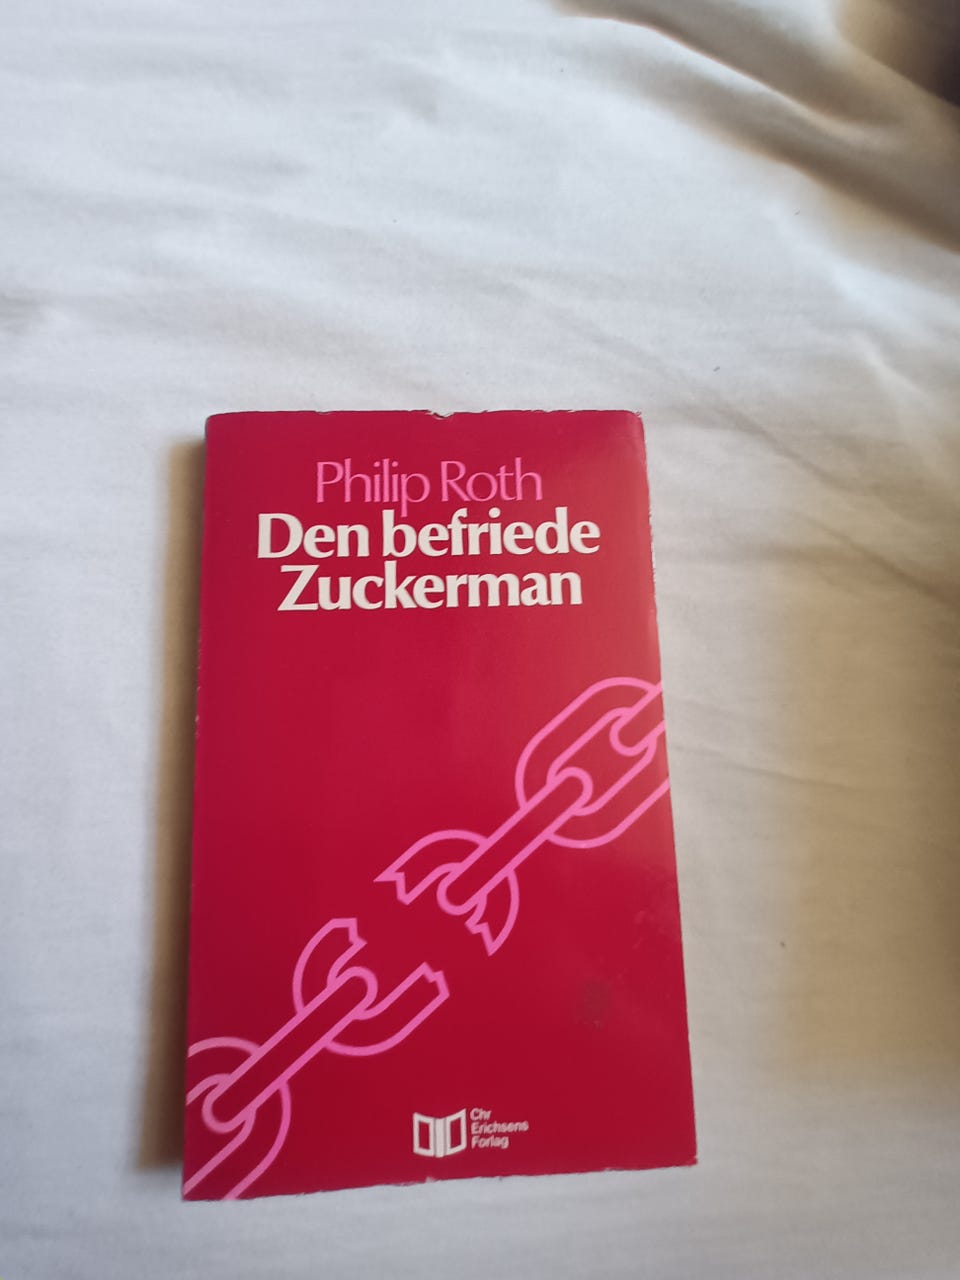 Philip Roth
Den befriede
Zuckerman
Chr
Erichsens
Forlag